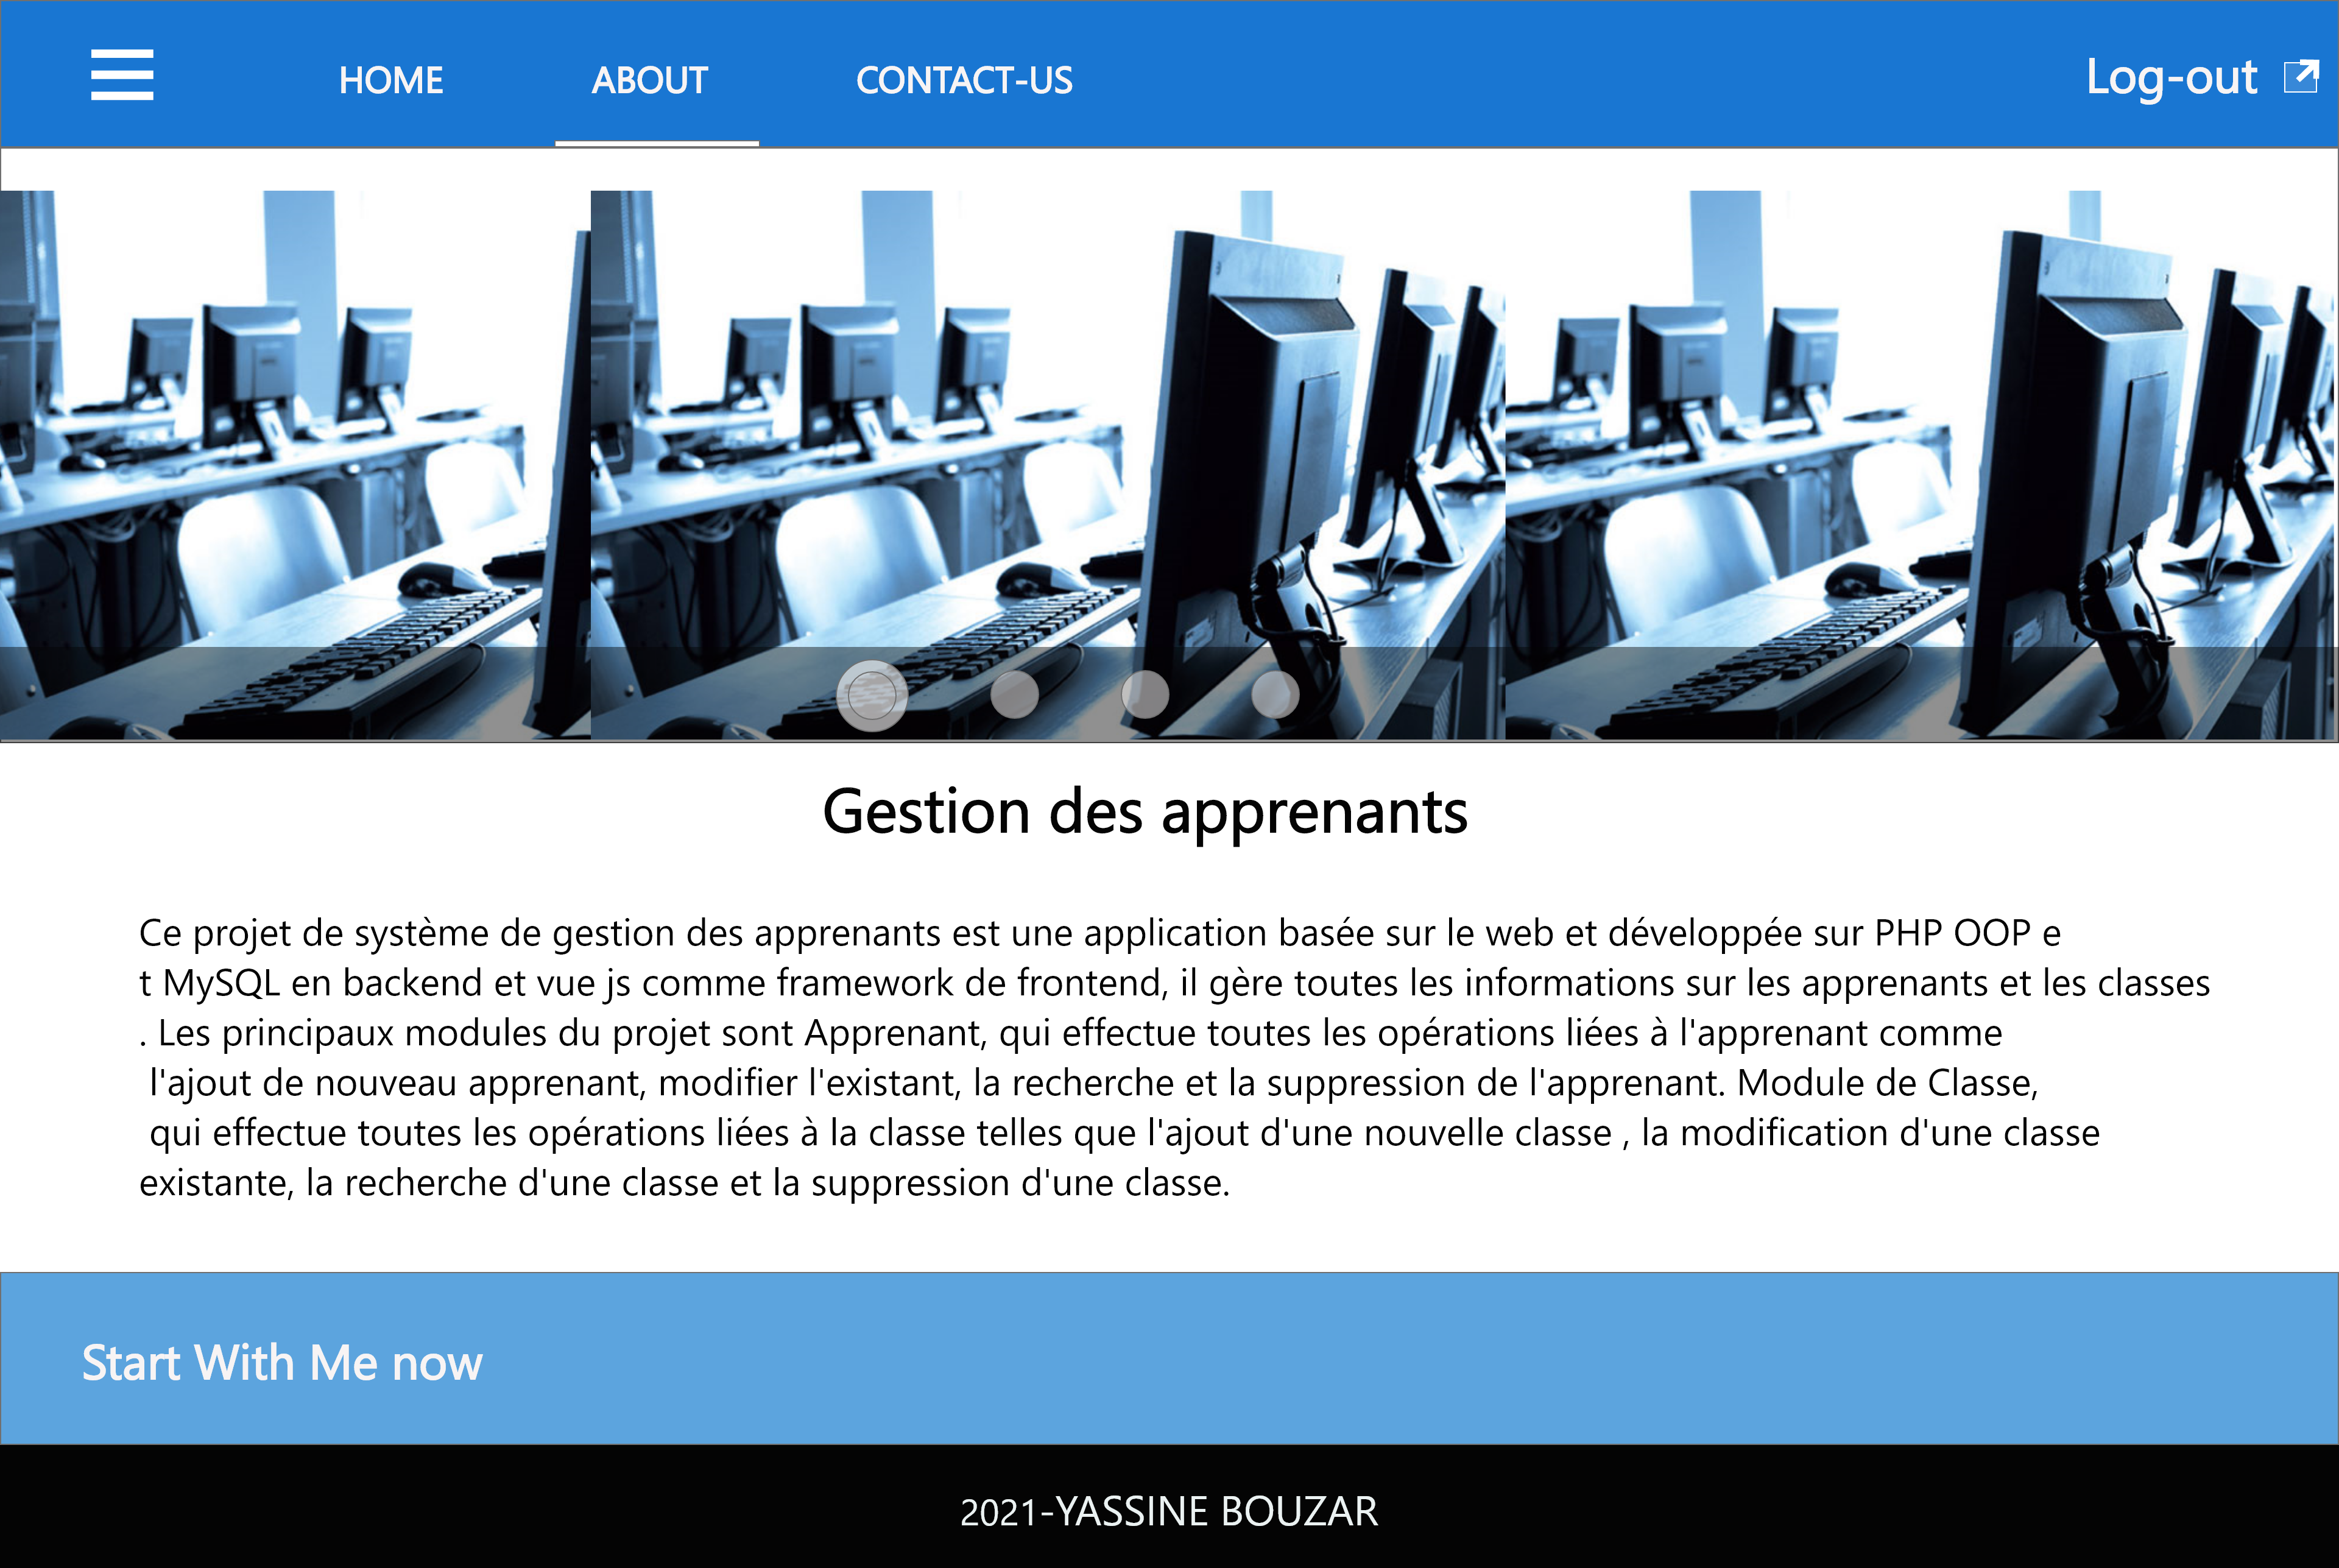 HOME ABOUT CONTACT-US Log-out
Gestion des apprenants
Ce projet de système de gestion des apprenants est une application basée sur le web et développée sur PHP OOP e
t MySQL en backend et vue js comme framework de frontend, il gère toutes les informations sur les apprenants et les classes
. Les principaux modules du projet sont Apprenant, qui effectue toutes les opérations liées à l'apprenant comme
l'ajout de nouveau apprenant, modifier l'existant, la recherche et la suppression de l'apprenant. Module de Classe,
qui effectue toutes les opérations liées à la classe telles que l'ajout d'une nouvelle classe , la modification d'une classe
existante, la recherche d'une classe et la suppression d'une classe.
Start With Me now
2021-YASSINE BOUZAR